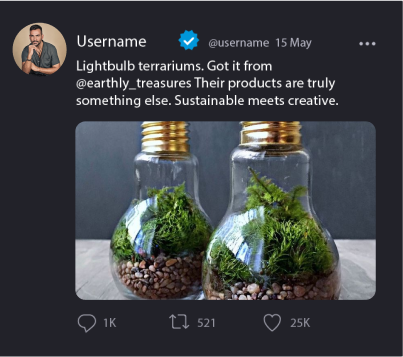 Username @username 15 May
Lightbulb terrariums. Got it from
@earthly_treasures Their products are truly
something else. Sustainable meets creative.
1K 521 25K